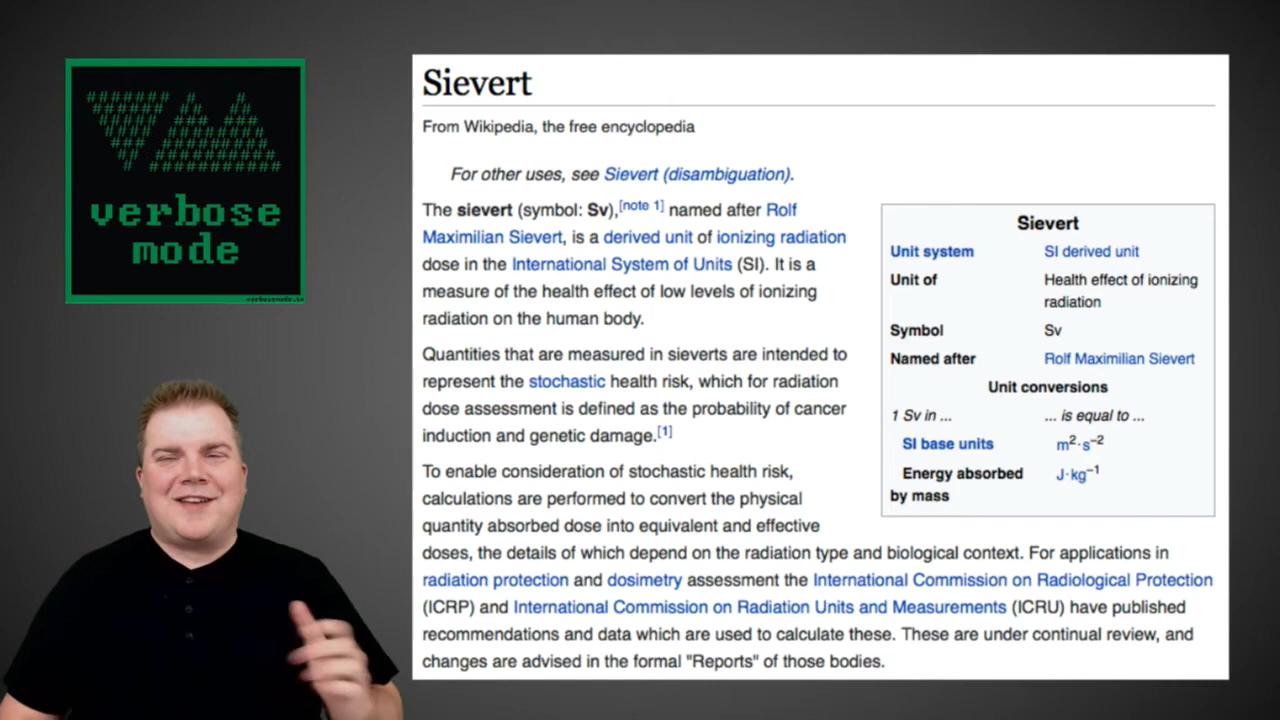 verbose
mode
verbosemode.tv
Sievert
From Wikipedia, the free encyclopedia
For other uses, see Sievert (disambiguation).
The sievert (symbol: Sv),[note 1] named after Rolf
Maximilian Sievert, is a derived unit of ionizing radiation
dose in the International System of Units (SI). It is a
measure of the health effect of low levels of ionizing
radiation on the human body.
Quantities that are measured in sieverts are intended to
represent the stochastic health risk, which for radiation
dose assessment is defined as the probability of cancer
induction and genetic damage.[1]
To enable consideration of stochastic health risk,
calculations are performed to convert the physical
quantity absorbed dose into equivalent and effective
doses, the details of which depend on the radiation type and biological context. For applications in
radiation protection and dosimetry assessment the International Commission on Radiological Protection
(ICRP) and International Commission on Radiation Units and Measurements (ICRU) have published
recommendations and data which are used to calculate these. These are under continual review, and
changes are advised in the formal "Reports" of those bodies.
Sievert
Unit system SI derived unit
Unit of Health effect of ionizing
radiation
Symbol Sv
Named after Rolf Maximilian Sievert
Unit conversions
1 Sv in ... ... is equal to ...
SI base units m²·s⁻²
Energy absorbed J·kg⁻¹
by mass